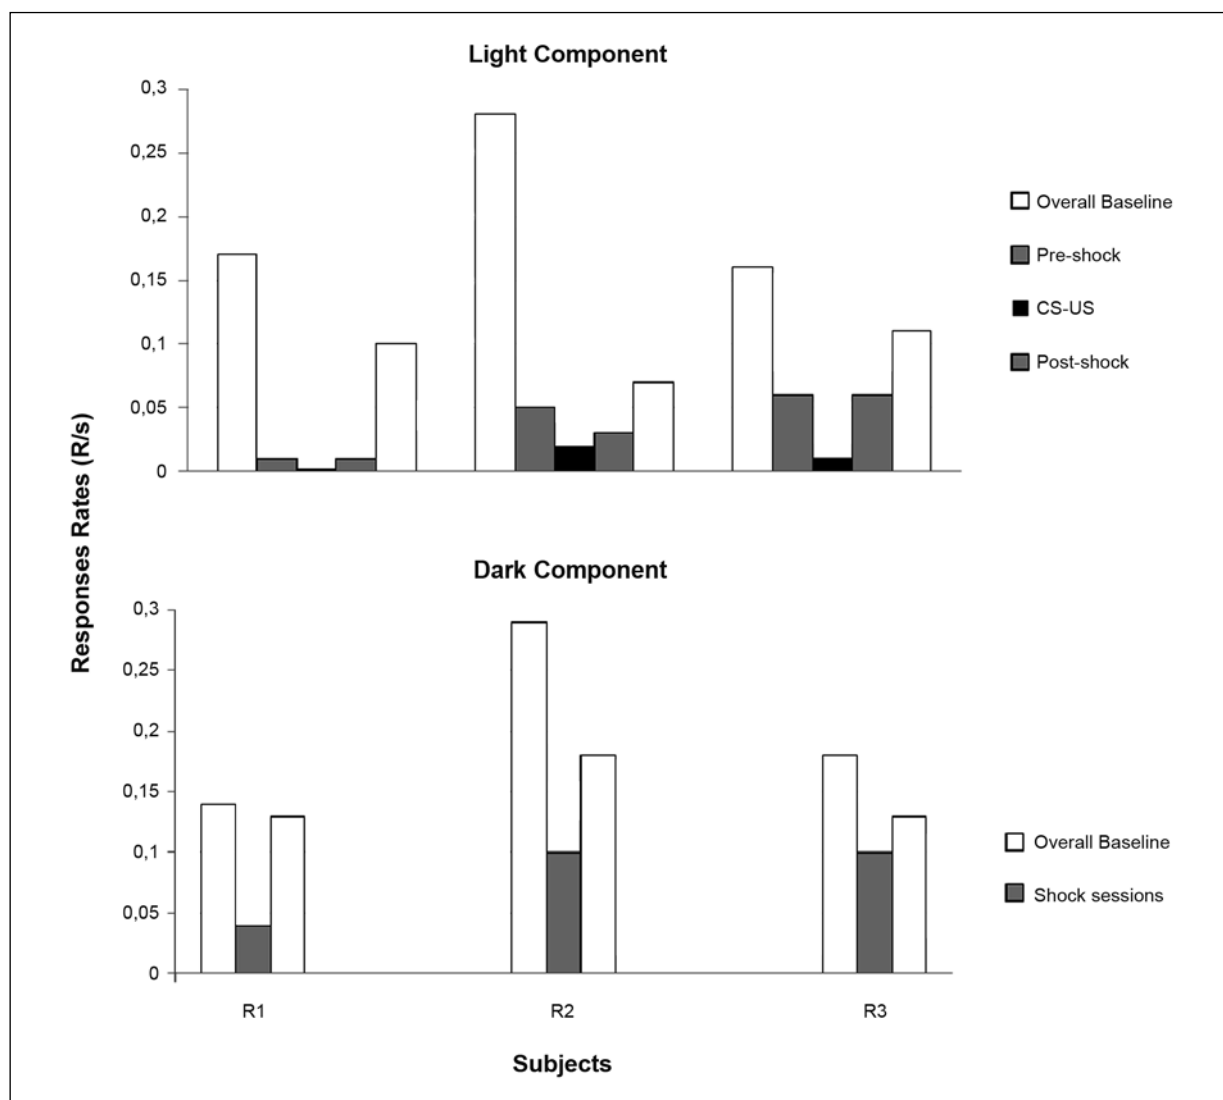 Light Component
0,3
0,25
0,2
0,15
0,1
0,05
0
Overall Baseline
Pre-shock
CS-US
Post-shock
Responses Rates (R/s)
Dark Component
0,3
0,25
0,2
0,15
0,1
0,05
0
Overall Baseline
Shock sessions
R1 R2 R3
Subjects